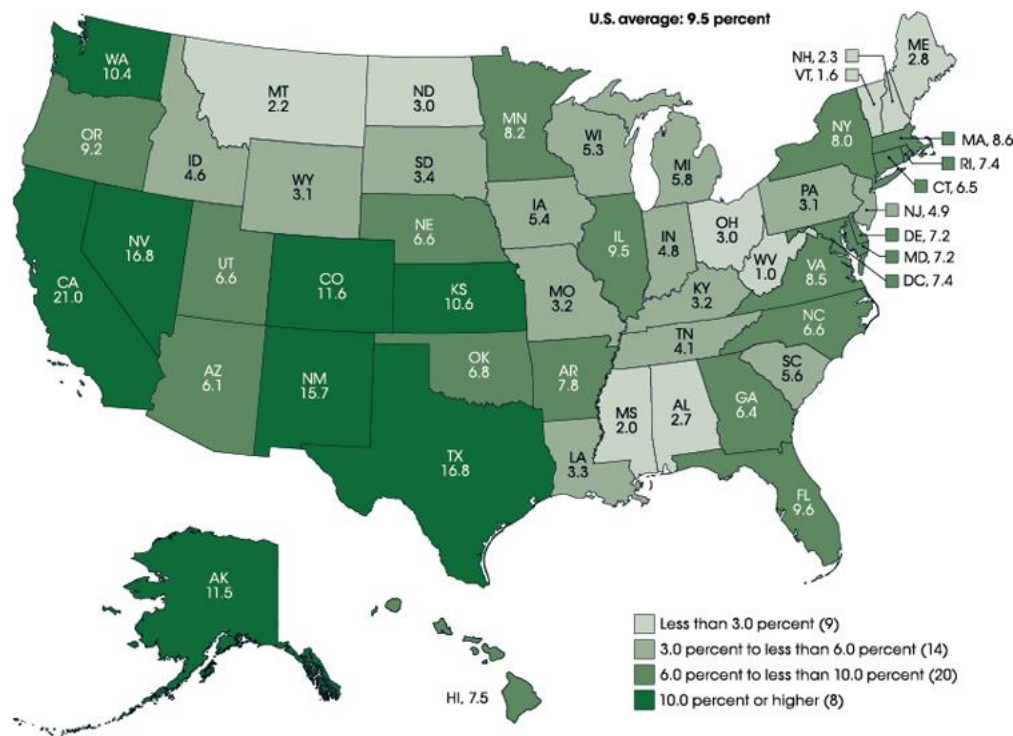 U.S. average: 9.5 percent
WA
10.4
MT
2.2
ND
3.0
MN
8.2
NH, 2.3
VT, 1.6
ME
2.8
OR
9.2
ID
4.6
WY
3.1
SD
3.4
WI
5.3
MI
5.8
NY
8.0
MA, 8.6
RI, 7.4
CT, 6.5
NJ, 4.9
DE, 7.2
MD, 7.2
DC, 7.4
CA
21.0
NV
16.8
UT
6.6
CO
11.6
NE
6.6
KS
10.6
IA
5.4
MO
3.2
IL
9.5
IN
4.8
OH
3.0
PA
3.1
WV
1.0
VA
8.5
KY
3.2
NC
6.6
TN
4.1
SC
5.6
AZ
6.1
NM
15.7
OK
6.8
AR
7.8
TX
16.8
LA
3.3
MS
2.0
AL
2.7
GA
6.4
FL
9.6
AK
11.5
HI, 7.5
Less than 3.0 percent (9)
3.0 percent to less than 6.0 percent (14)
6.0 percent to less than 10.0 percent (20)
10.0 percent or higher (8)